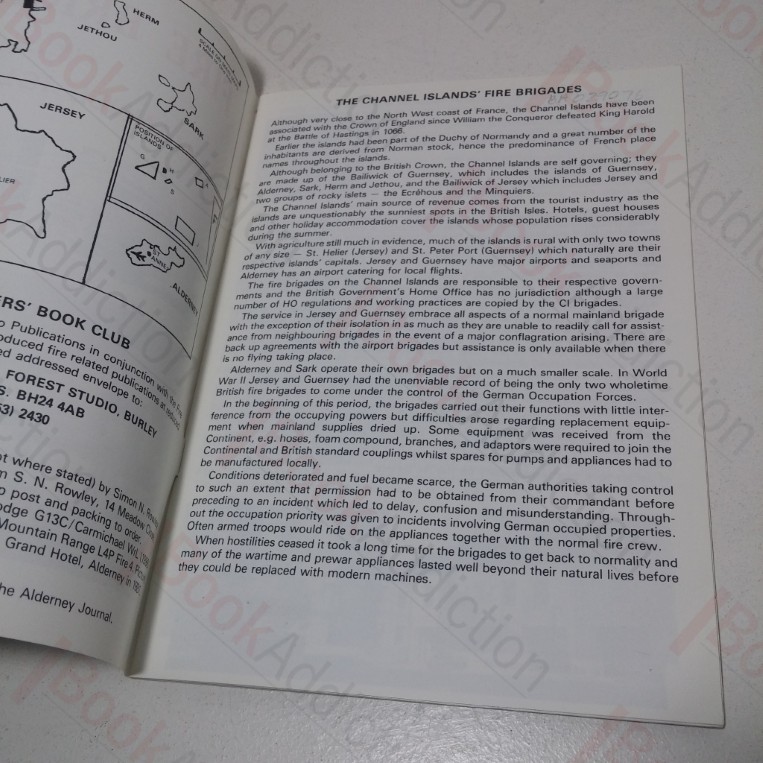 HERM
JETHOU
SARK
JERSEY
POSITION OF
ISLANDS
G
H
S
ANNE
ALDERNEY
ERS' BOOK CLUB
Publications in conjunction with the
oduced fire related publications at reduced
ed addressed envelope to:
FOREST STUDIO, BURLEY
S. BH24 4AB
53) 2430
ot where stated) by Simon N. Rowley
m S. N. Rowley, 14 Meadow
o post and packing to order.
odge G13C/Carmichael
Mountain Range L4P Fire
Grand Hotel, Alderney in
he Alderney Journal.
THE CHANNEL ISLANDS' FIRE BRIGADES
Although very close to the North West coast of France, the Channel Islands have been
associated with the Crown of England since William the Conqueror defeated King Harold
at the Battle of Hastings in 1066.
Earlier the islands had been part of the Duchy of Normandy and a great number of the
inhabitants are derived from Norman stock, hence the predominance of French place
names throughout the islands.
Although belonging to the British Crown, the Channel Islands are self governing; they
are made up of the Bailiwick of Guernsey, which includes the islands of Guernsey,
Alderney, Sark, Herm and Jethou, and the Bailiwick of Jersey which includes Jersey and
two groups of rocky islets — the Ecréhous and the Minquiers.
The Channel Islands' main source of revenue comes from the tourist industry as the
islands are unquestionably the sunniest spots in the British Isles. Hotels, guest houses
and other holiday accommodation cover the islands whose population rises considerably
during the summer.
With agriculture still much in evidence, much of the islands is rural with only two towns
of any size — St. Helier (Jersey) and St. Peter Port (Guernsey) which naturally are their
respective islands' capitals. Jersey and Guernsey have major airports and seaports and
Alderney has an airport catering for local flights.
The fire brigades on the Channel Islands are responsible to their respective govern-
ments and the British Government's Home Office has no jurisdiction although a large
number of HO regulations and working practices are copied by the CI brigades.
The service in Jersey and Guernsey embrace all aspects of a normal mainland brigade
with the exception of their isolation in as much as they are unable to readily call for assist-
ance from neighbouring brigades in the event of a major conflagration arising. There are
back up agreements with the airport brigades but assistance is only available when there
is no flying taking place.
Alderney and Sark operate their own brigades but on a much smaller scale. In World
War II Jersey and Guernsey had the unenviable record of being the only two wholetime
British fire brigades to come under the control of the German Occupation Forces.
In the beginning of this period, the brigades carried out their functions with little inter-
ference from the occupying powers but difficulties arose regarding replacement equip-
ment when mainland supplies dried up. Some equipment was received from the
Continent, e.g. hoses, foam compound, branches, and adaptors were required to join the
Continental and British standard couplings whilst spares for pumps and appliances had to
be manufactured locally.
Conditions deteriorated and fuel became scarce, the German authorities taking control
to such an extent that permission had to be obtained from their commandant before
preceding to an incident which led to delay, confusion and misunderstanding. Through-
out the occupation priority was given to incidents involving German occupied properties.
Often armed troops would ride on the appliances together with the normal fire crew.
When hostilities ceased it took a long time for the brigades to get back to normality and
many of the wartime and prewar appliances lasted well beyond their natural lives before
they could be replaced with modern machines.
BookAddiction